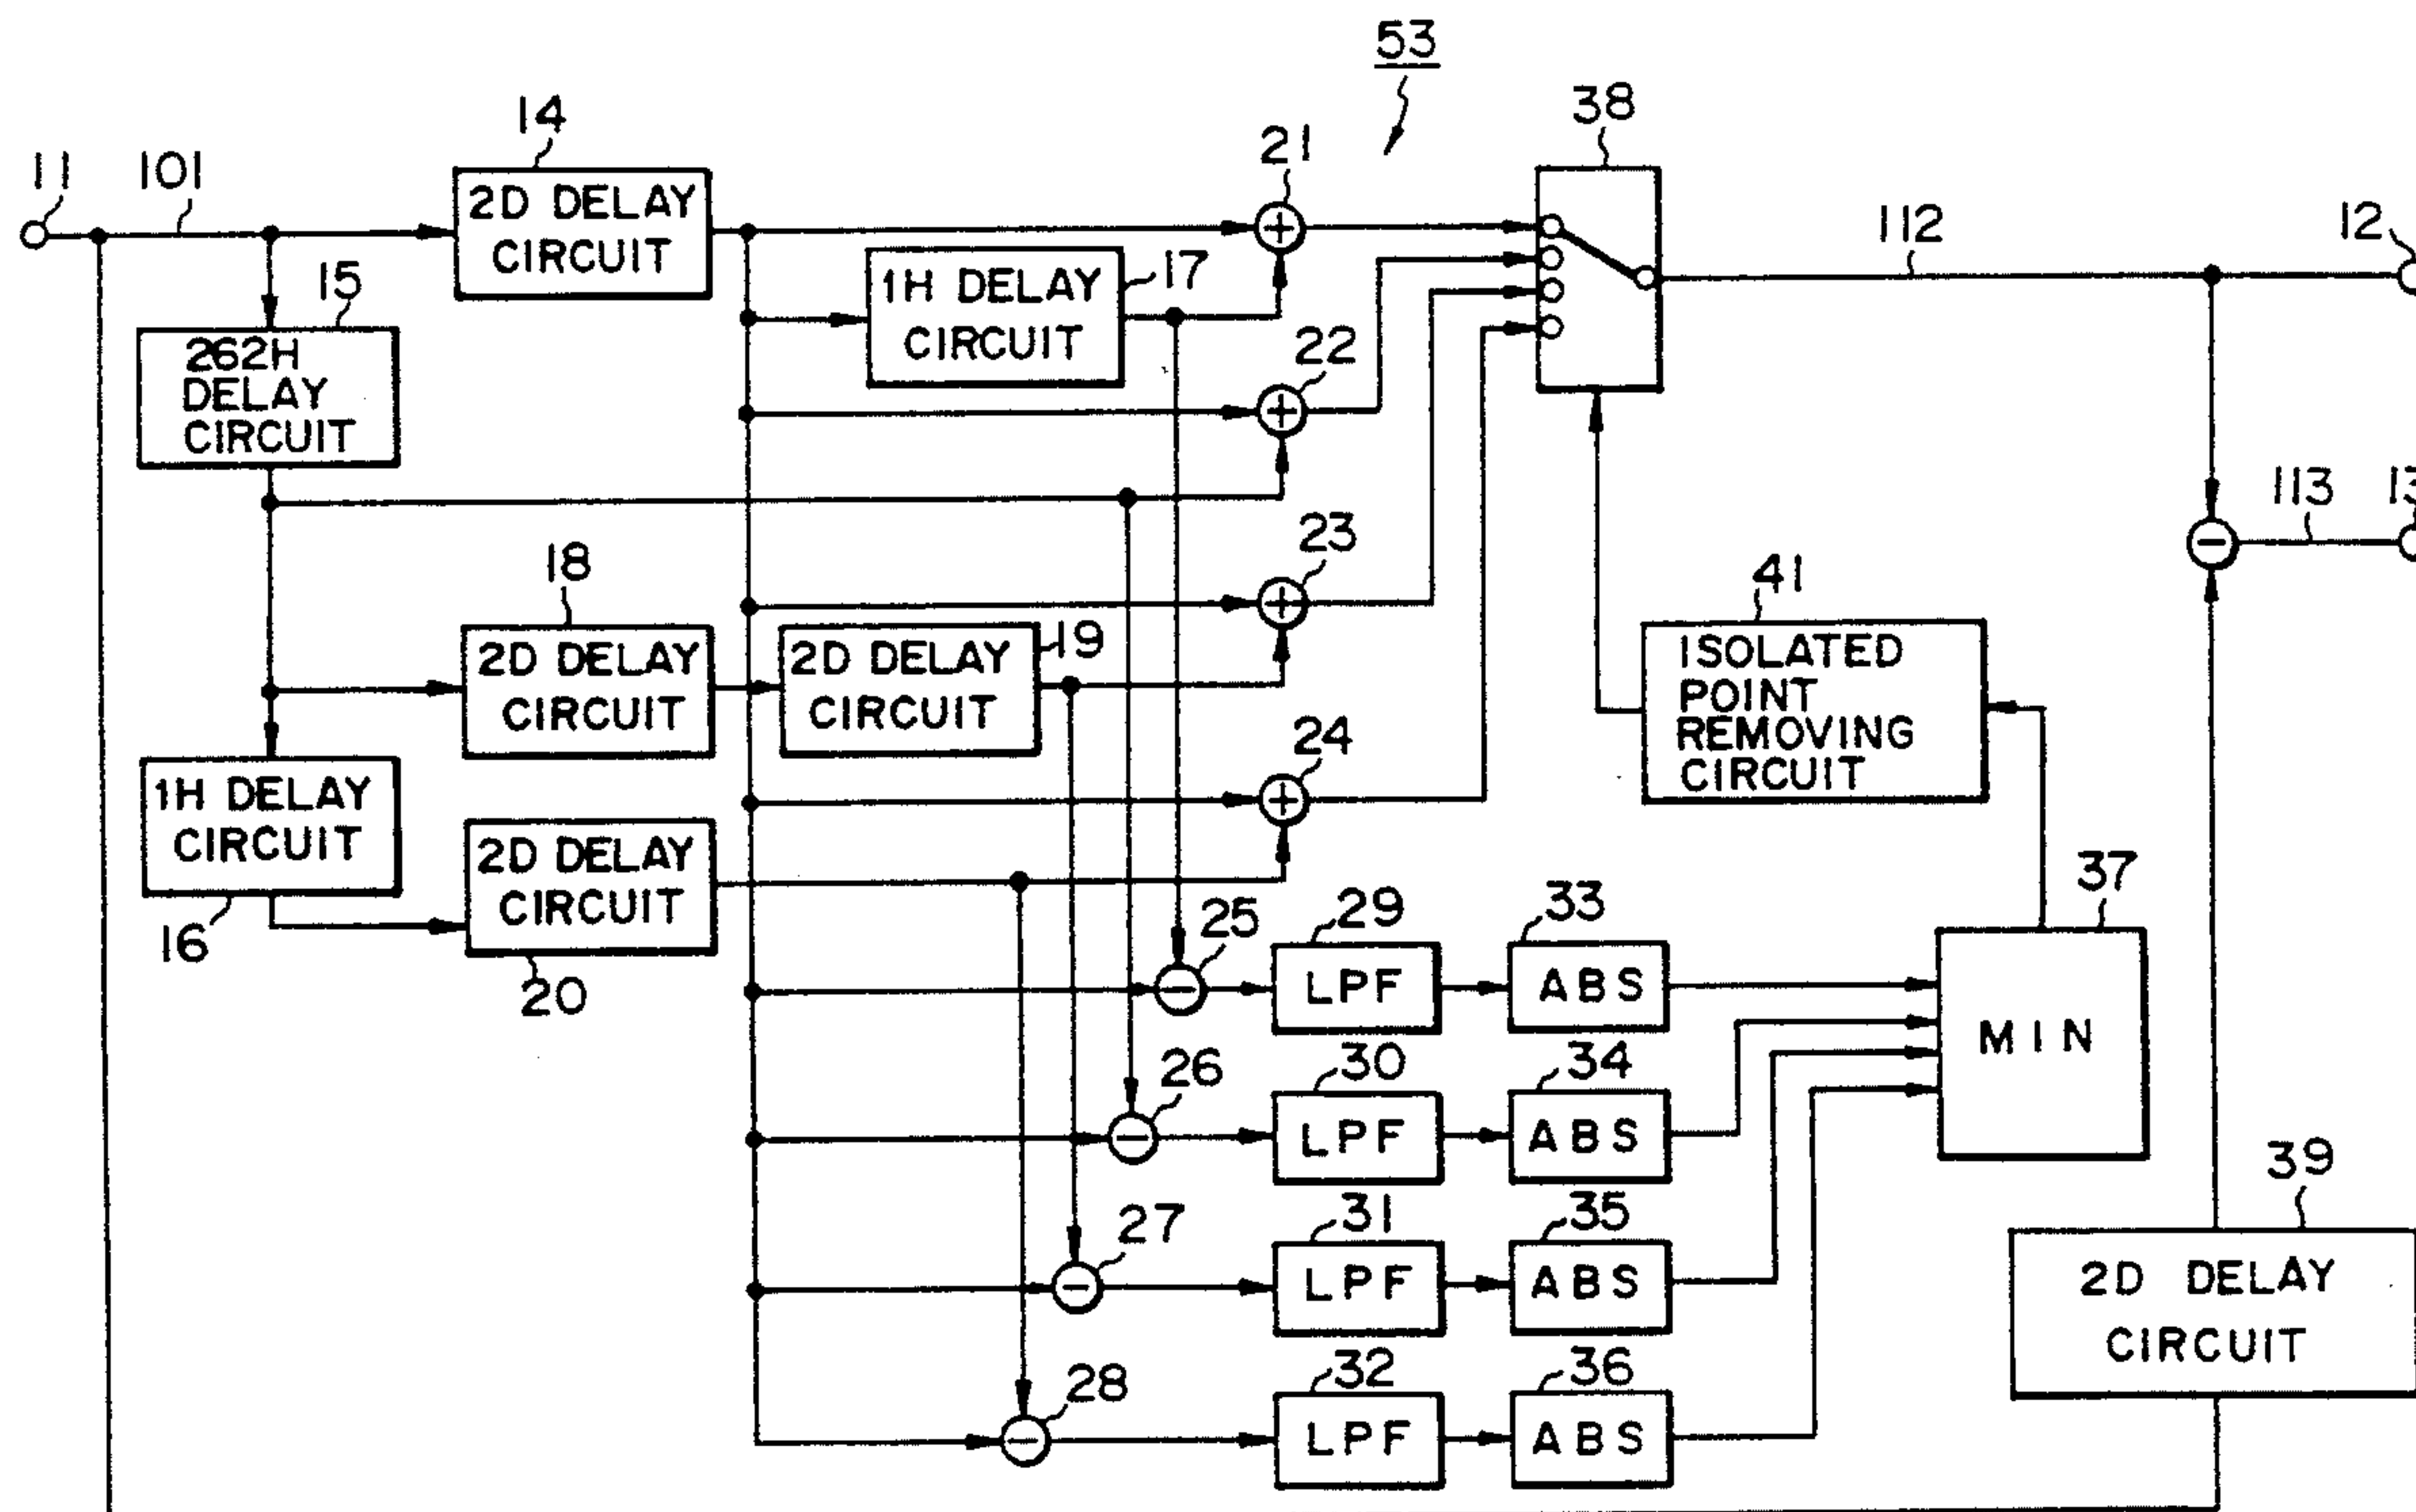 53
14
38
21
11
101
2D DELAY
CIRCUIT
112
12
15
1H DELAY
CIRCUIT
17
262H
DELAY
CIRCUIT
22
113
13
23
18
41
2D DELAY
CIRCUIT
19
2D DELAY
CIRCUIT
ISOLATED
POINT
REMOVING
CIRCUIT
24
1H DELAY
CIRCUIT
16
2D DELAY
CIRCUIT
20
37
25
29
33
LPF
ABS
MIN
26
30
34
LPF
ABS
39
27
31
35
LPF
ABS
2D DELAY
CIRCUIT
28
32
36
LPF
ABS